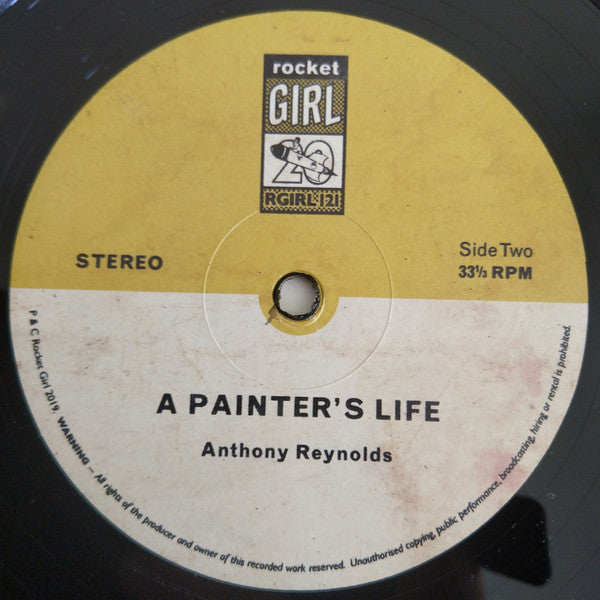 rocket
GIRL
20
RGIRL121
STEREO
Side Two
33⅓ RPM
A PAINTER'S LIFE
Anthony Reynolds
P & C Rocket Girl 2019. WARNING — All rights of the producer and owner of this recorded work reserved. Unauthorised copying, public performance, broadcasting, hiring or rental is prohibited.